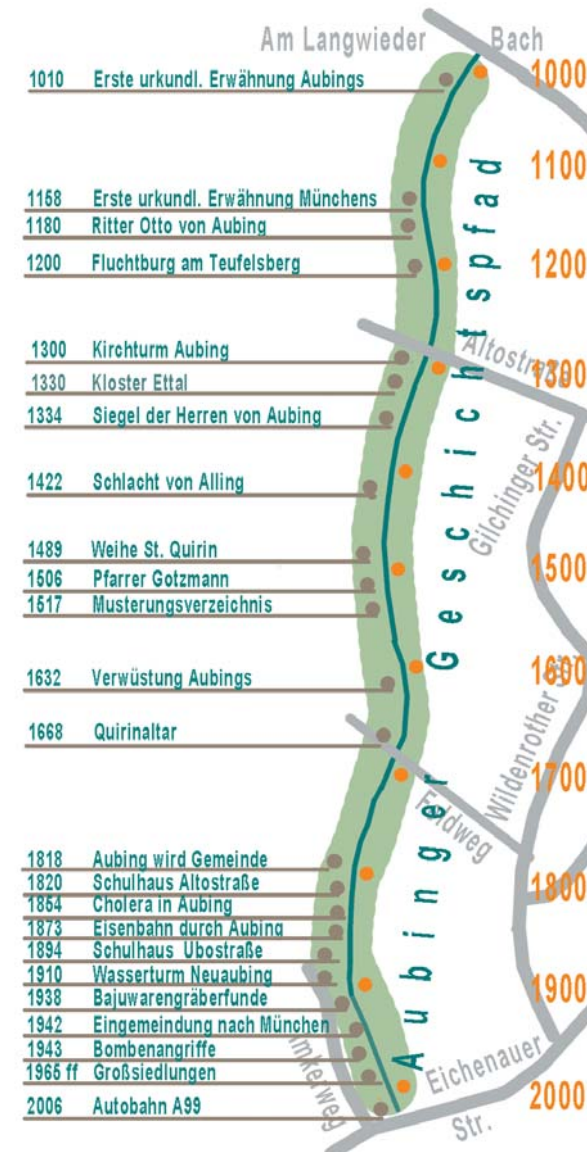 Am Langwieder Bach
1010 Erste urkundl. Erwähnung Aubings
1158 Erste urkundl. Erwähnung Münchens
1180 Ritter Otto von Aubing
1200 Fluchtburg am Teufelsberg
1300 Kirchturm Aubing
1330 Kloster Ettal
1334 Siegel der Herren von Aubing
1422 Schlacht von Alling
1489 Weihe St. Quirin
1506 Pfarrer Gotzmann
1517 Musterungsverzeichnis
1632 Verwüstung Aubings
1668 Quirinaltar
1818 Aubing wird Gemeinde
1820 Schulhaus Altostraße
1854 Cholera in Aubing
1873 Eisenbahn durch Aubing
1894 Schulhaus Ubostraße
1910 Wasserturm Neuaubing
1938 Bajuwarengräberfunde
1942 Eingemeindung nach München
1943 Bombenangriffe
1965 ff Großsiedlungen
2006 Autobahn A99
Aubinger Geschichtspfad
1000
1100
1200
1300
1400
1500
1600
1700
1800
1900
2000
Altostraße
Gilchinger Str.
Wildenrother
Feldweg
Eichenauer
Str.